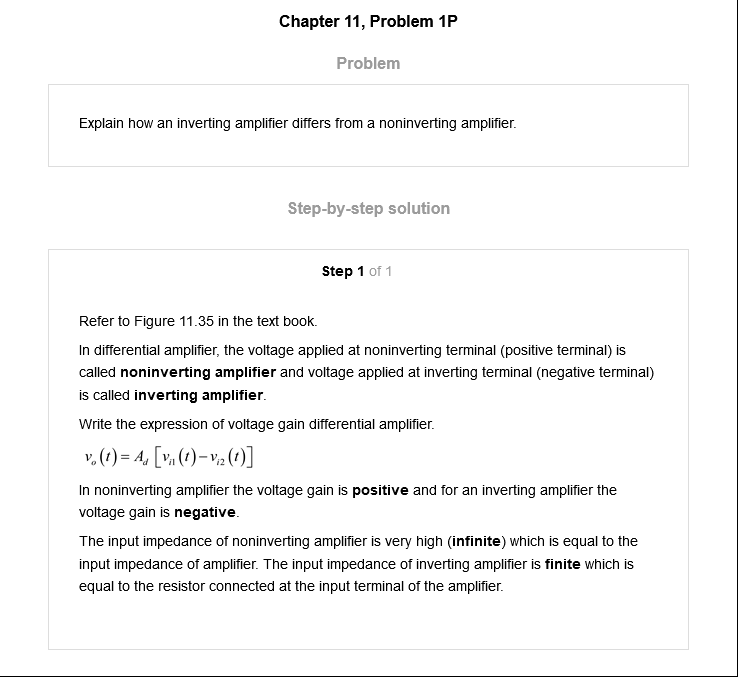 Chapter 11, Problem 1P
Problem
Explain how an inverting amplifier differs from a noninverting amplifier.
Step-by-step solution
Step 1 of 1
Refer to Figure 11.35 in the text book.
In differential amplifier, the voltage applied at noninverting terminal (positive terminal) is
called noninverting amplifier and voltage applied at inverting terminal (negative terminal)
is called inverting amplifier.
Write the expression of voltage gain differential amplifier.
v_o(t) = A_d [v_i1(t) − v_i2(t)]
In noninverting amplifier the voltage gain is positive and for an inverting amplifier the
voltage gain is negative.
The input impedance of noninverting amplifier is very high (infinite) which is equal to the
input impedance of amplifier. The input impedance of inverting amplifier is finite which is
equal to the resistor connected at the input terminal of the amplifier.